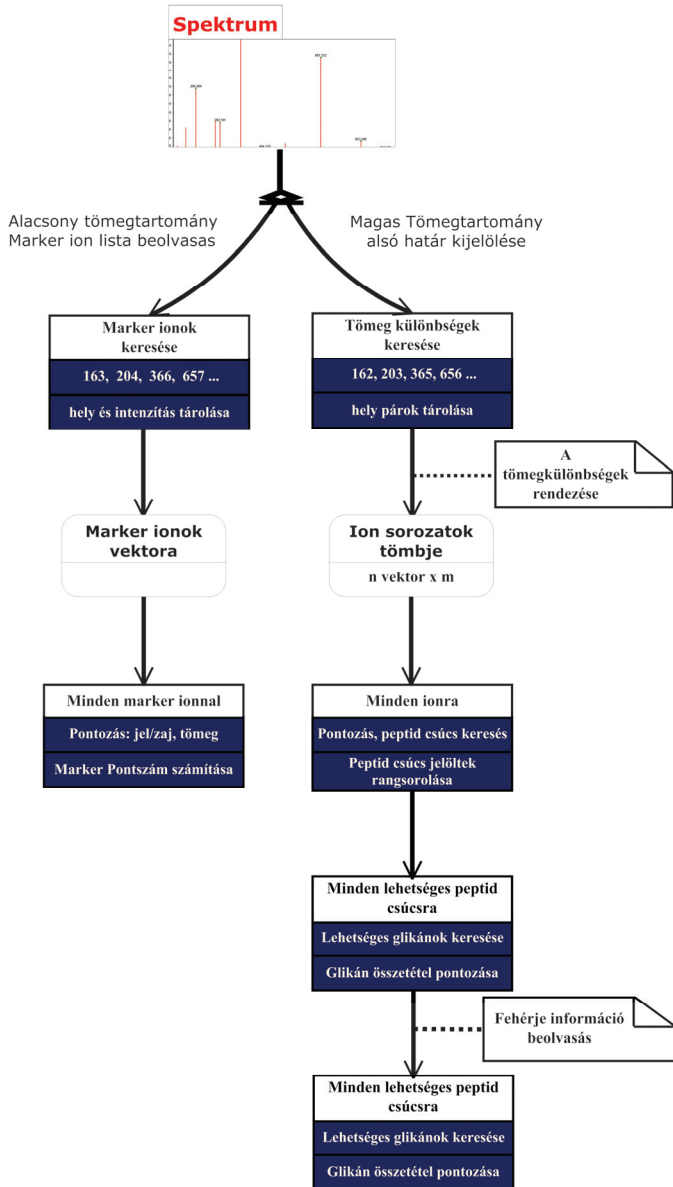 Spektrum
Alacsony tömegtartomány
Marker ion lista beolvasas
Magas Tömegtartomány
alsó határ kijelölése
Marker ionok
keresése
163, 204, 366, 657 ...
hely és intenzítás tárolása
Tömeg különbségek
keresése
162, 203, 365, 656 ...
hely párok tárolása
A
tömegkülönbségek
rendezése
Marker ionok
vektora
Ion sorozatok
tömbje
n vektor x m
Minden marker ionnal
Pontozás: jel/zaj, tömeg
Marker Pontszám számítása
Minden ionra
Pontozás, peptid csúcs keresés
Peptid csúcs jelöltek
rangsorolása
Minden lehetséges peptid
csúcsra
Lehetséges glikánok keresése
Glikán összetétel pontozása
Fehérje információ
beolvasás
Minden lehetséges peptid
csúcsra
Lehetséges glikánok keresése
Glikán összetétel pontozása